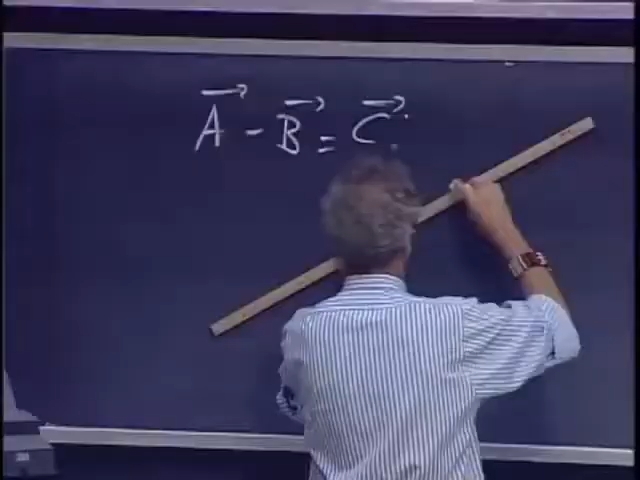 A⃗ - B⃗ = C⃗